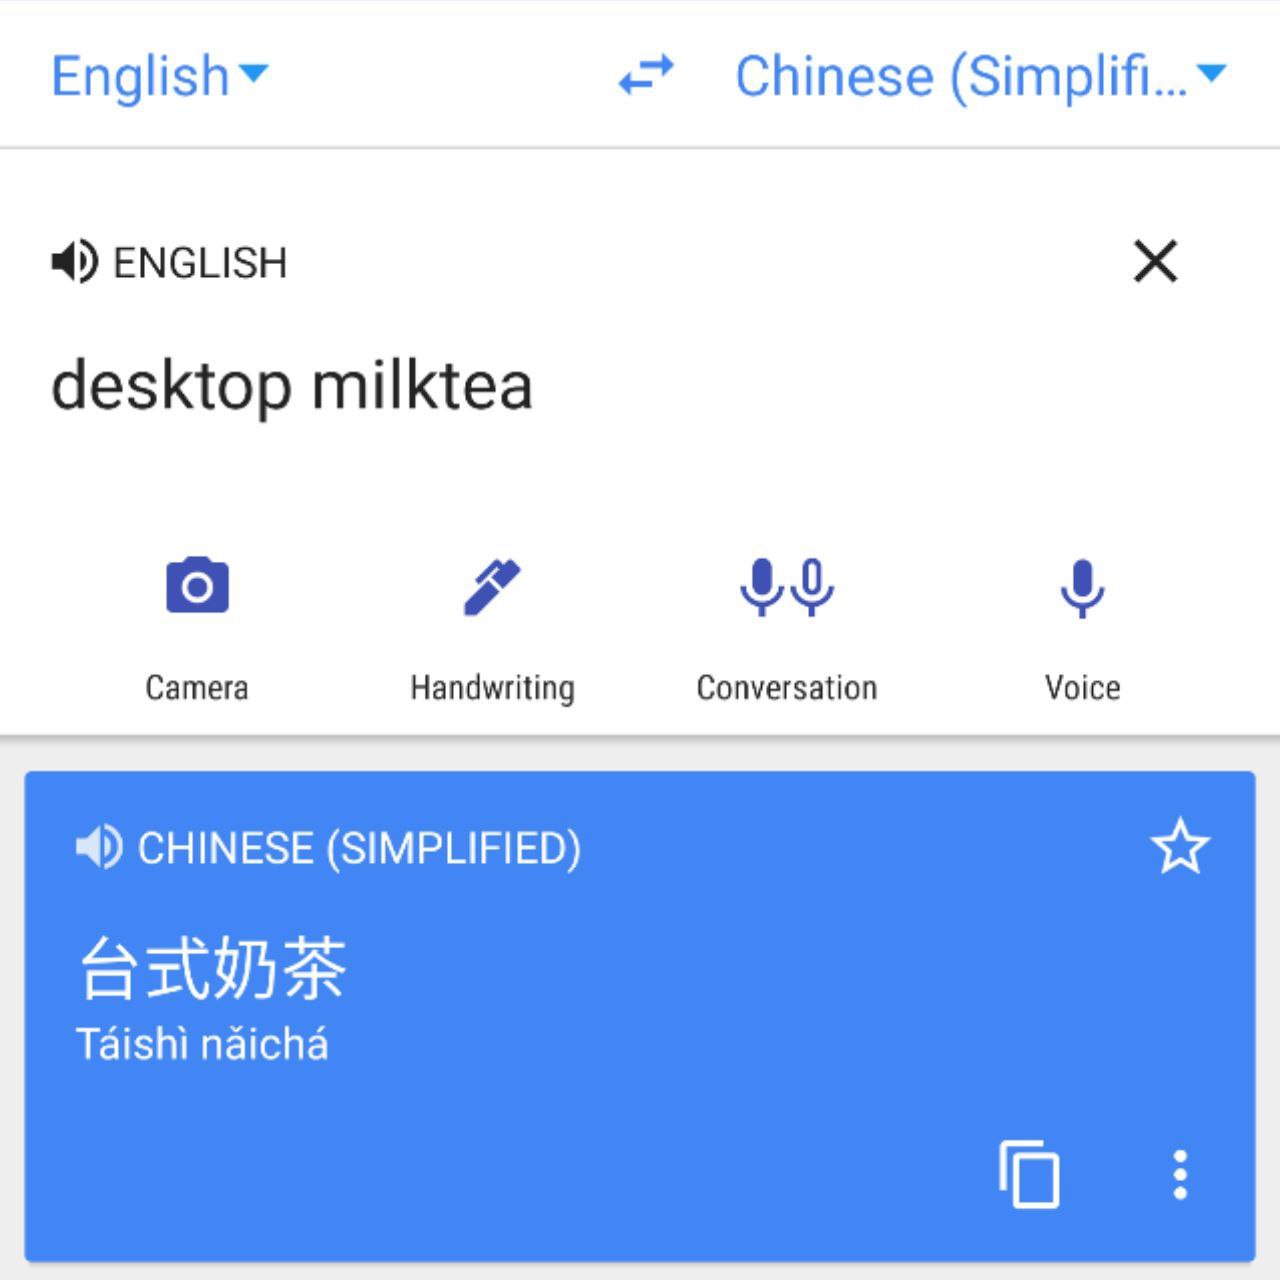 English
Chinese (Simplifi...
ENGLISH
desktop milktea
Camera
Handwriting
Conversation
Voice
CHINESE (SIMPLIFIED)
台式奶茶
Táishì nǎichá